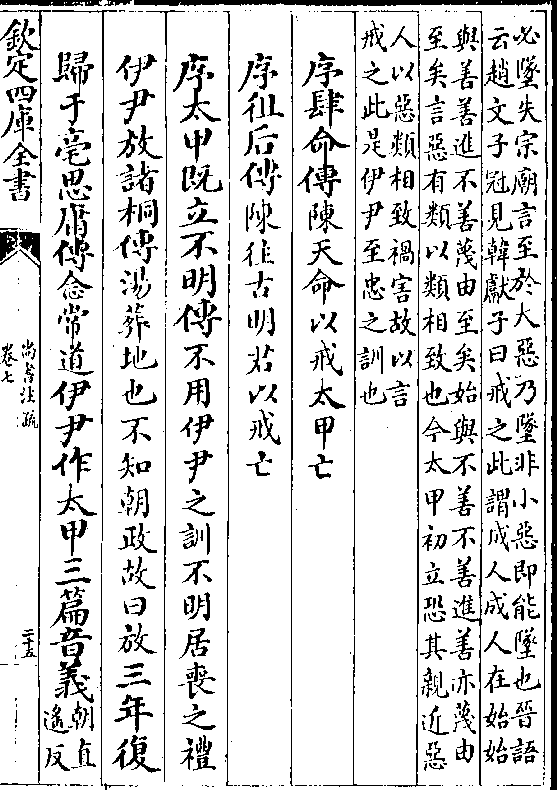 必墜失宗廟言至於大惡乃墜非小惡即能墜也晉語
云趙文子冠見韓獻子曰戒之此謂成人成人在始始
與善善進不善蔑由至矣始與不善不善進善亦蔑由
至矣言惡有類以類相致也今太甲初立恐其親近惡
人以惡類相致禍害故以言
戒之此是伊尹至忠之訓也
序肆命傳陳天命以戒太甲亡
序徂后傳陳徃古明君以戒亡
序太甲既立不明傳不用伊尹之訓不明居喪之禮
伊尹放諸桐傳湯葬地也不知朝政故曰放三年復
歸于亳思庸傳念常道伊尹作太甲三篇音義朝直
遙反
欽定四庫全書
尚書注疏
卷七
二十五